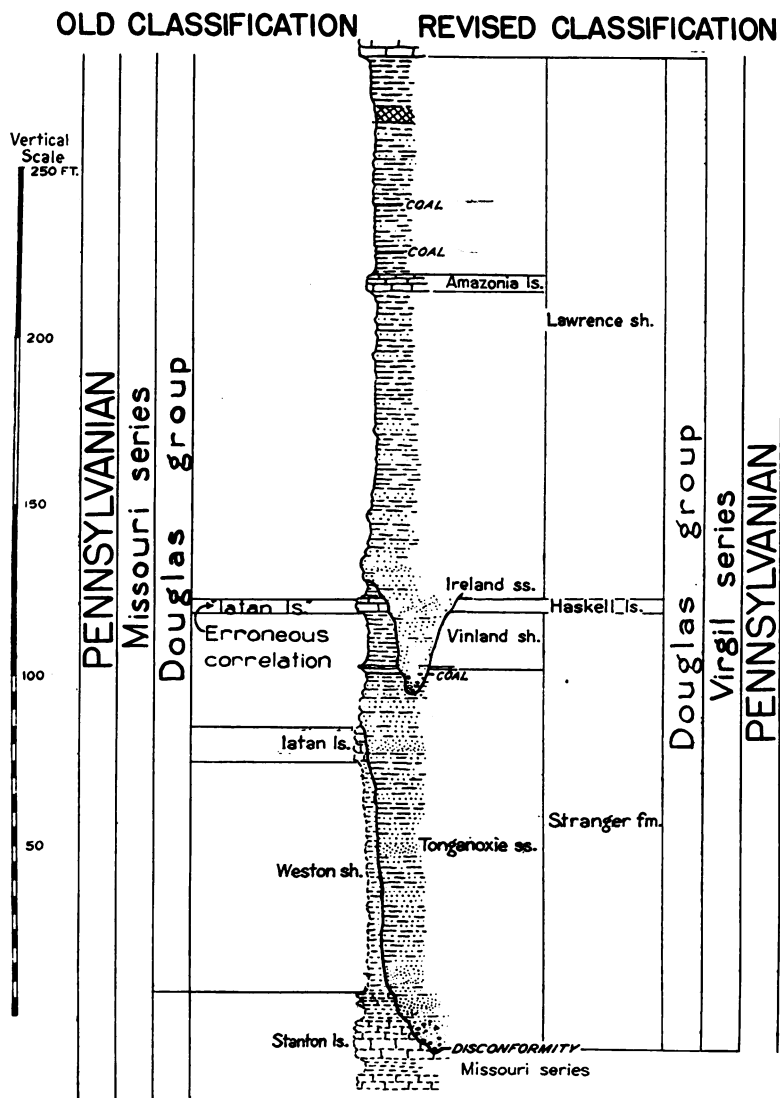 OLD CLASSIFICATION
REVISED CLASSIFICATION
Vertical
Scale
250 FT.
200
150
100
50
PENNSYLVANIAN
Missouri series
Douglas group
"Iatan ls."
Erroneous
correlation
Iatan ls.
Weston sh.
Stanton ls.
COAL
COAL
Amazonia ls.
Lawrence sh.
Ireland ss.
Haskell ls.
Vinland sh.
COAL
Tonganoxie ss.
Stranger fm.
DISCONFORMITY
Missouri series
Douglas group
Virgil series
PENNSYLVANIAN